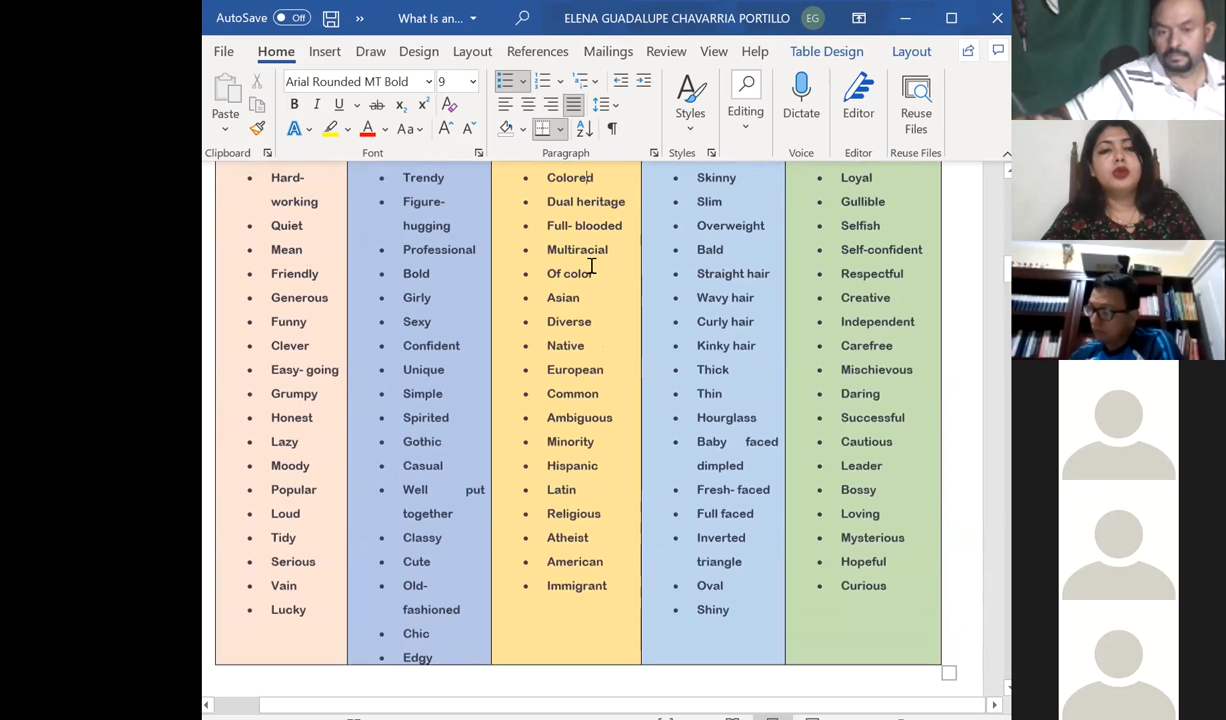 AutoSave Off What Is an... ELENA GUADALUPE CHAVARRIA PORTILLO EG
File Home Insert Draw Design Layout References Mailings Review View Help Table Design Layout
Arial Rounded MT Bold 9
Paste
Styles
Editing
Dictate
Editor
Reuse
Files
Clipboard Font Paragraph Styles Voice Editor Reuse Files
Hard-
working
Quiet
Mean
Friendly
Generous
Funny
Clever
Easy- going
Grumpy
Honest
Lazy
Moody
Popular
Loud
Tidy
Serious
Vain
Lucky
Trendy
Figure-
hugging
Professional
Bold
Girly
Sexy
Confident
Unique
Simple
Spirited
Gothic
Casual
Well put
together
Classy
Cute
Old-
fashioned
Chic
Edgy
Colored
Dual heritage
Full- blooded
Multiracial
Of color
Asian
Diverse
Native
European
Common
Ambiguous
Minority
Hispanic
Latin
Religious
Atheist
American
Immigrant
Skinny
Slim
Overweight
Bald
Straight hair
Wavy hair
Curly hair
Kinky hair
Thick
Thin
Hourglass
Baby faced
dimpled
Fresh- faced
Full faced
Inverted
triangle
Oval
Shiny
Loyal
Gullible
Selfish
Self-confident
Respectful
Creative
Independent
Carefree
Mischievous
Daring
Successful
Cautious
Leader
Bossy
Loving
Mysterious
Hopeful
Curious